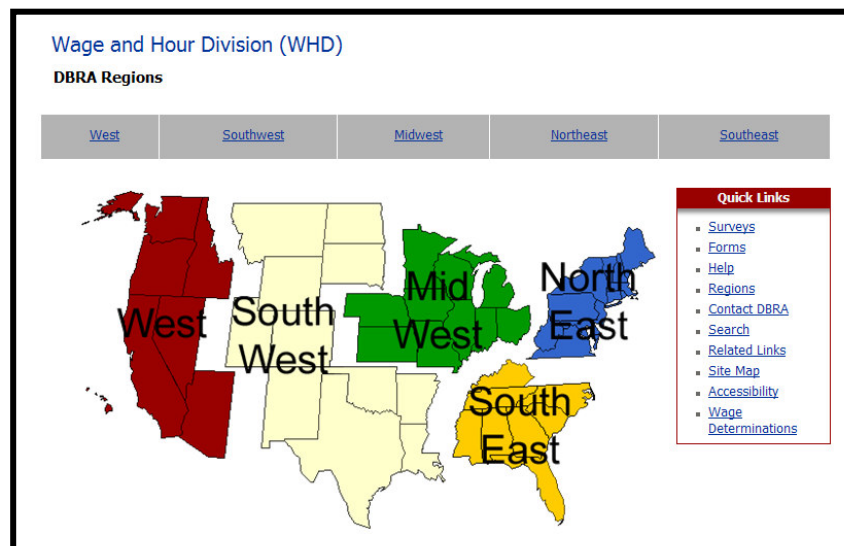 Wage and Hour Division (WHD)
DBRA Regions
West
Southwest
Midwest
Northeast
Southeast
West
South
West
Mid
West
North
East
South
East
Quick Links
Surveys
Forms
Help
Regions
Contact DBRA
Search
Related Links
Site Map
Accessibility
Wage
Determinations